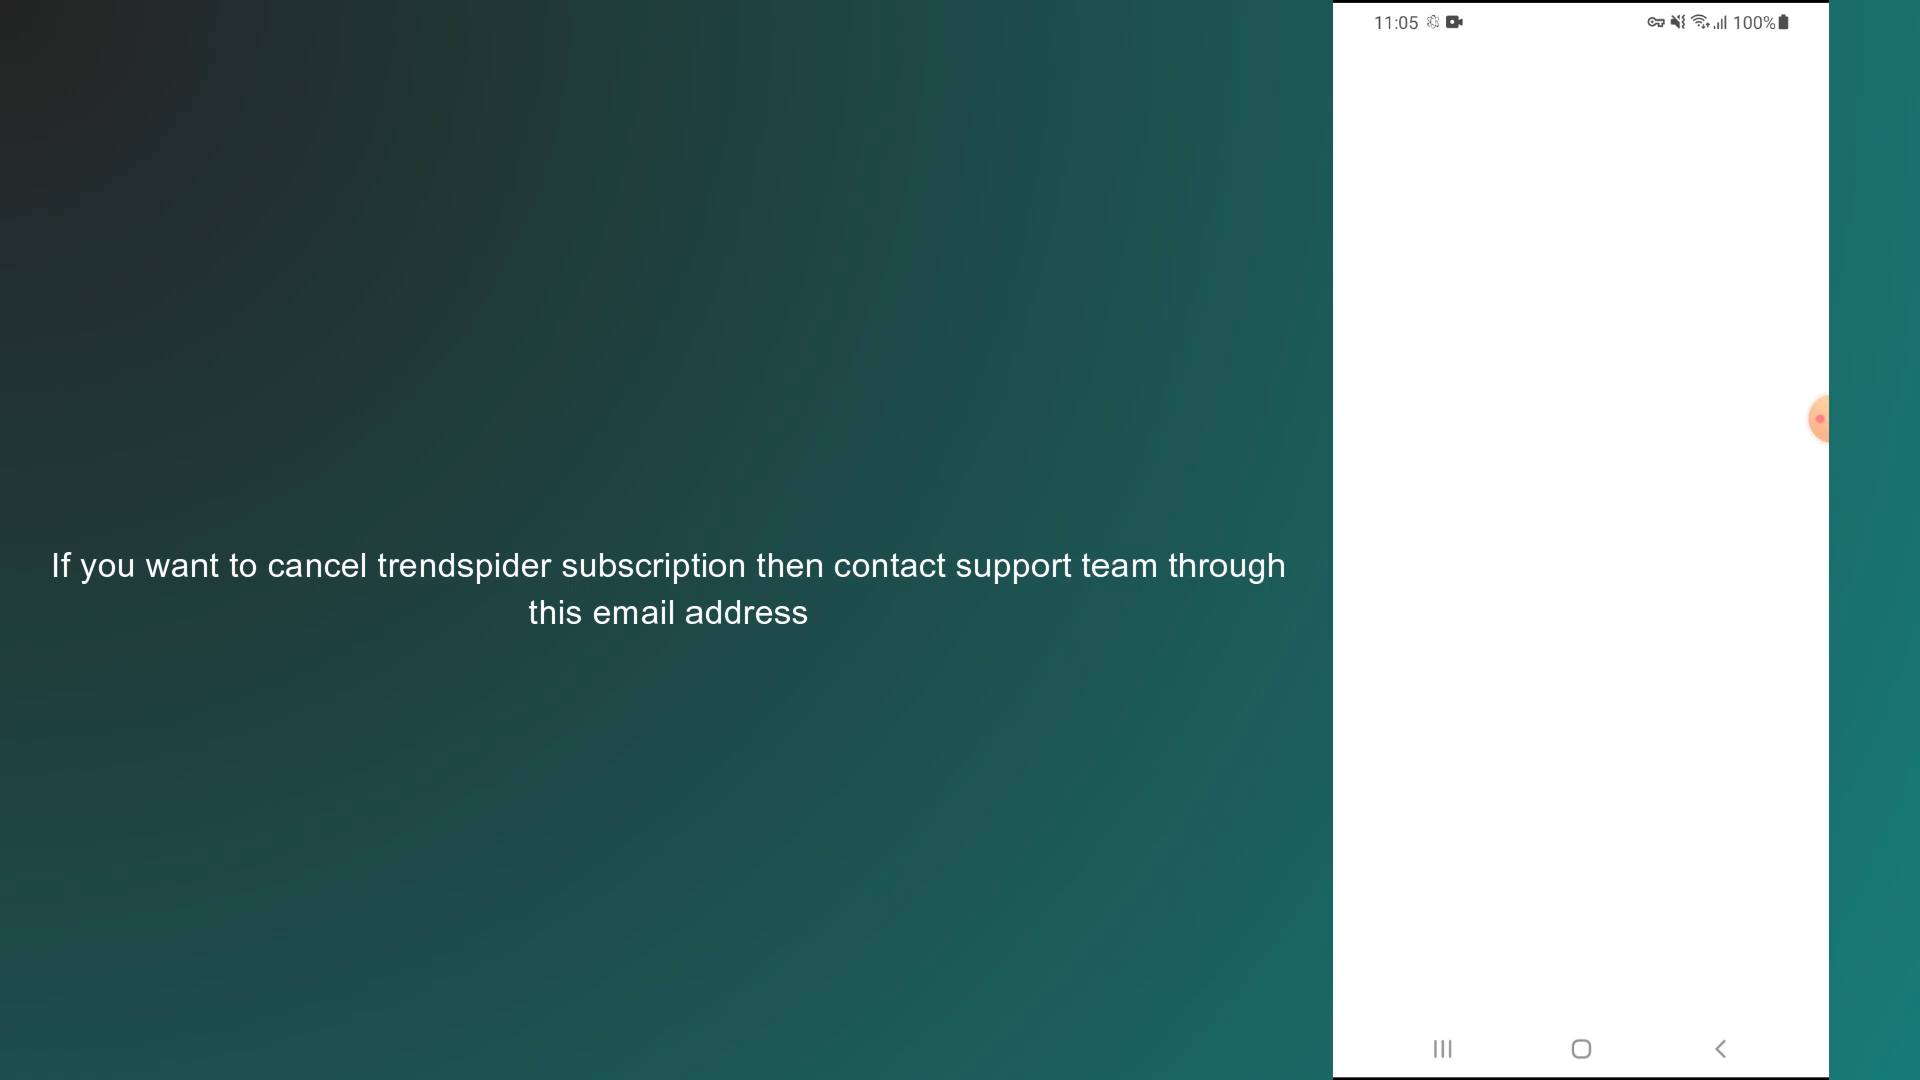 11:05
100%
If you want to cancel trendspider subscription then contact support team through
this email address